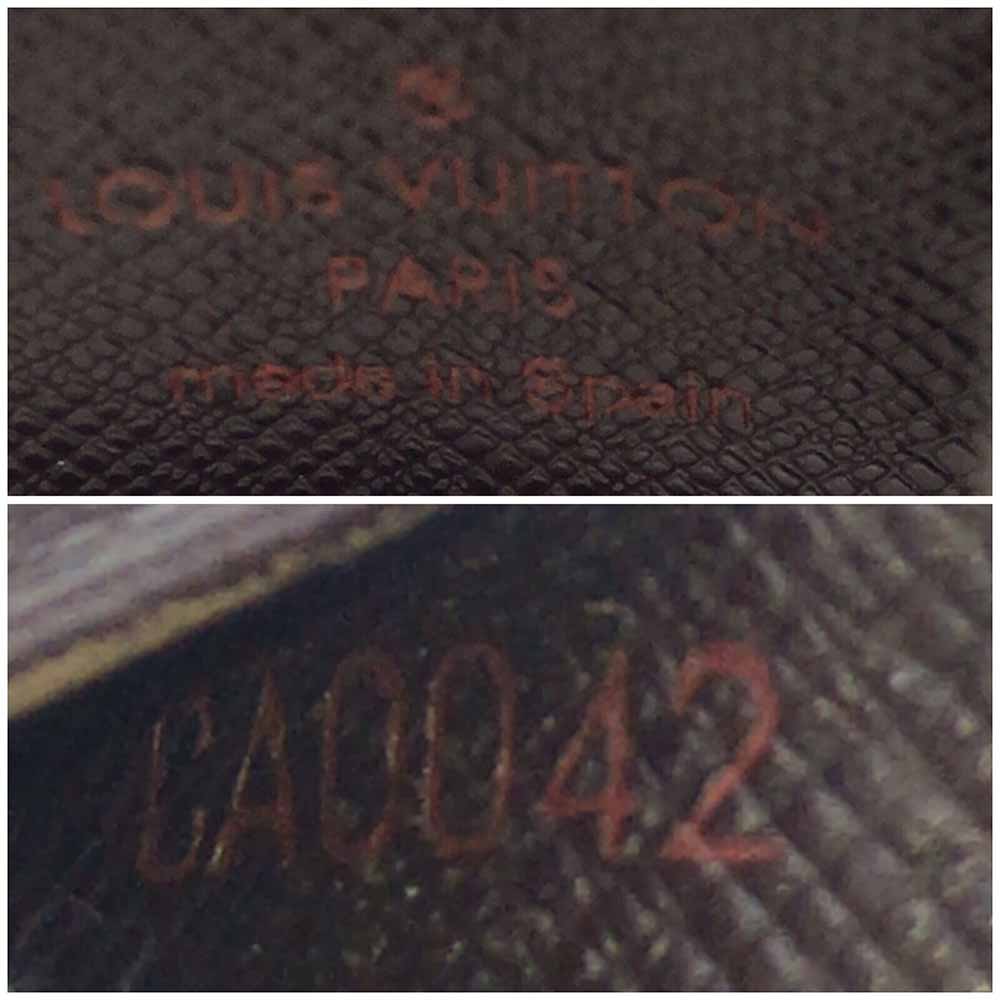 ®
LOUIS VUITTON
PARIS
made in Spain
CA0042